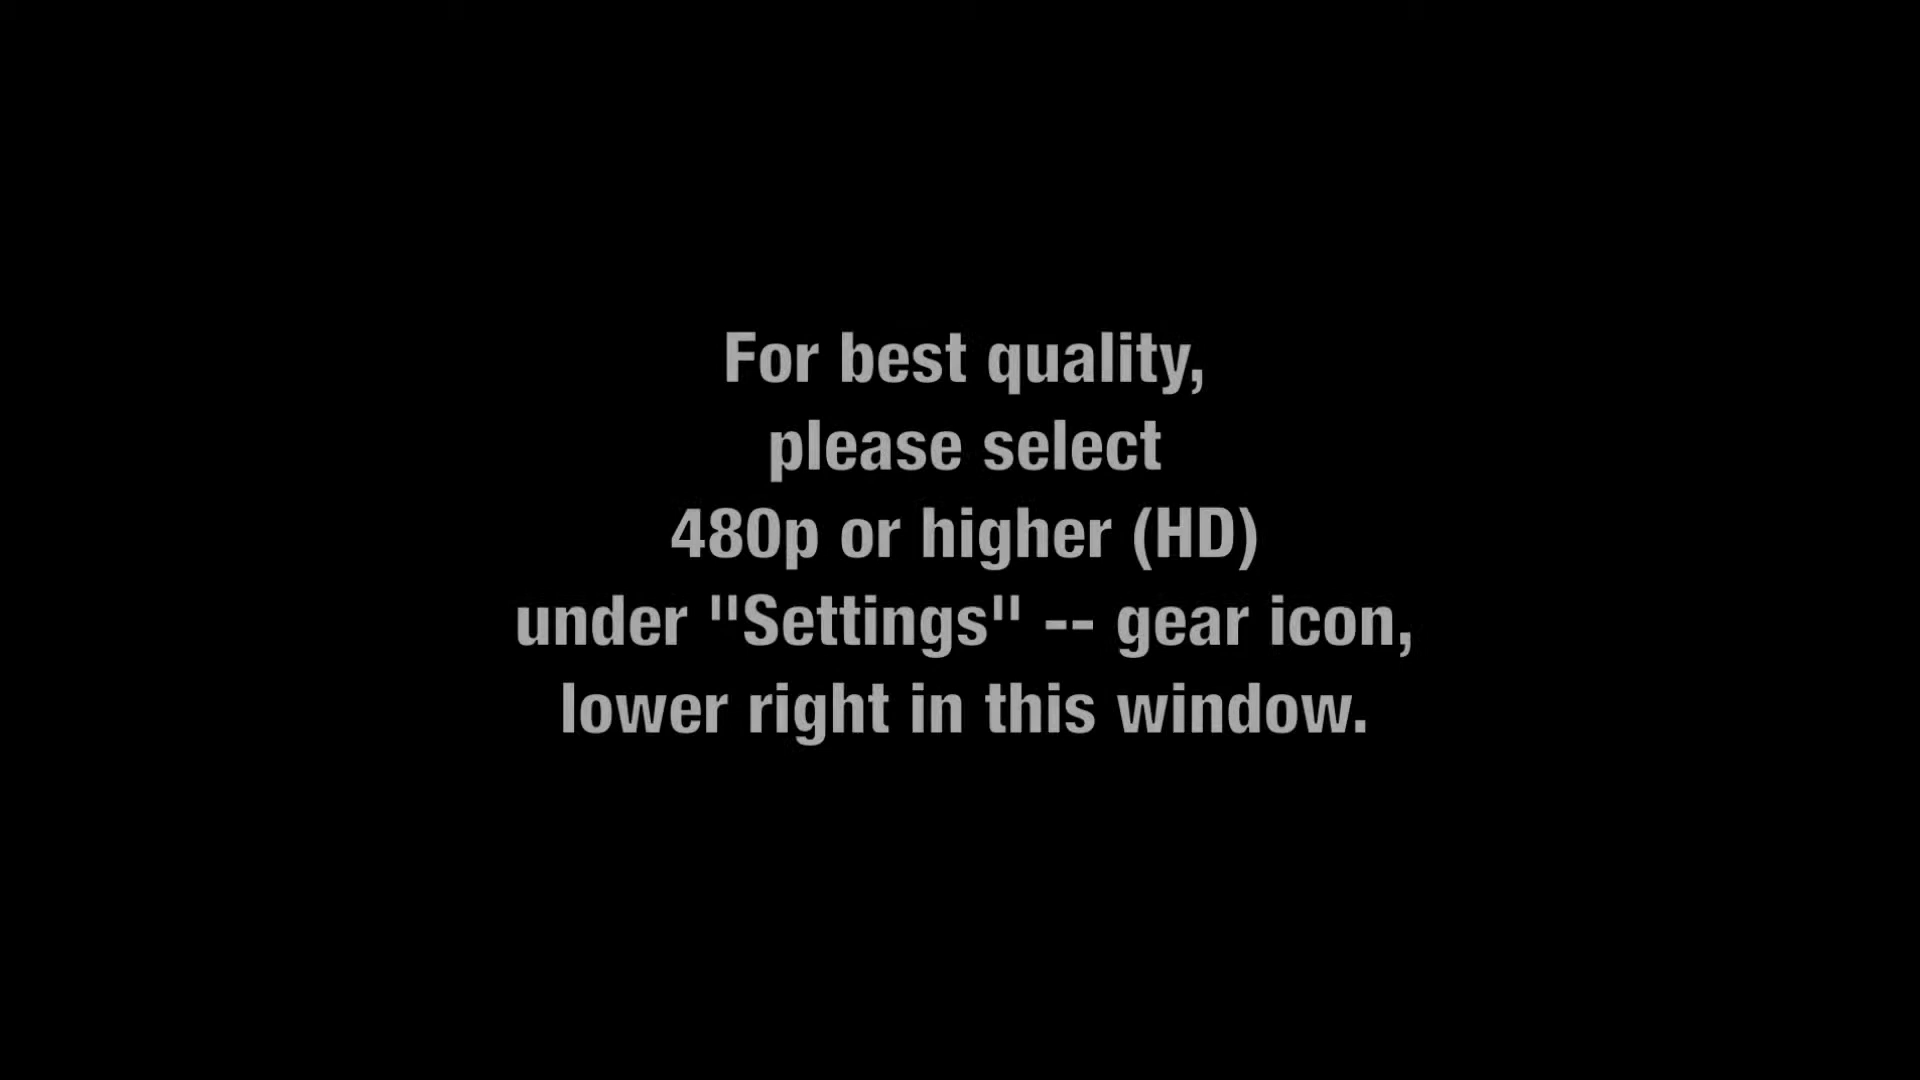 For best quality,
please select
480p or higher (HD)
under "Settings" -- gear icon,
lower right in this window.